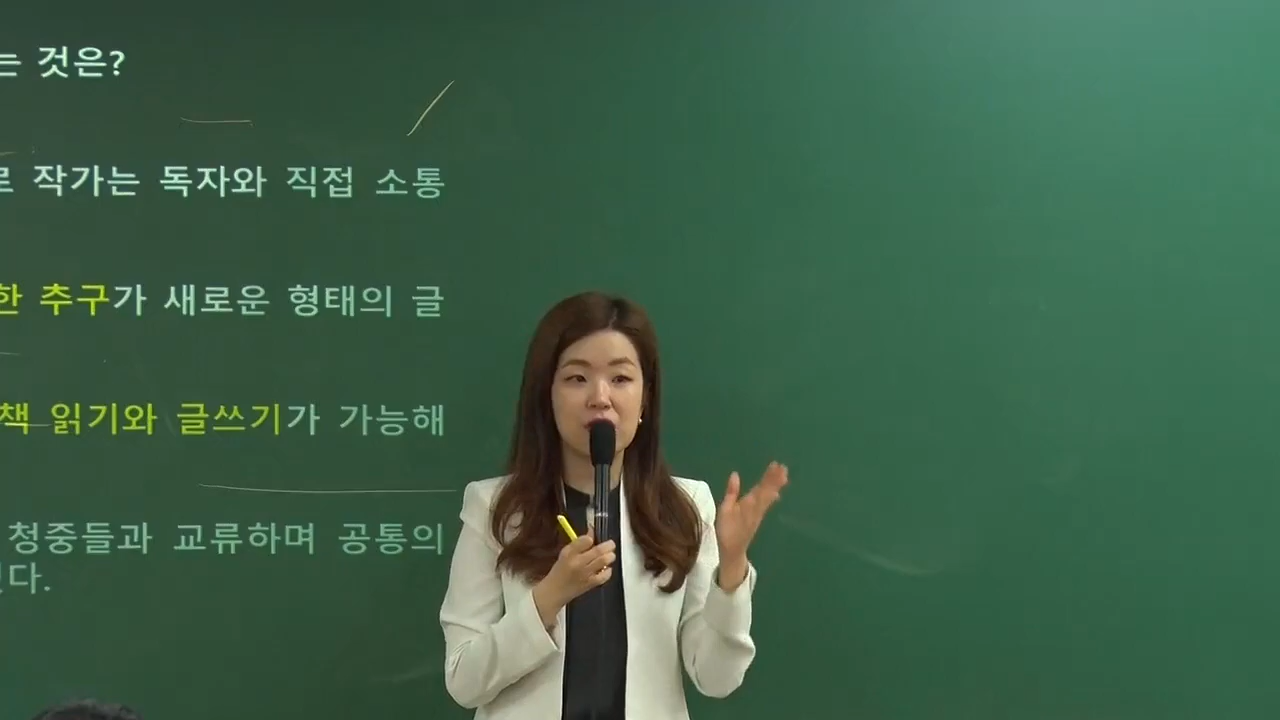 는 것은?
로 작가는 독자와 직접 소통
한 추구가 새로운 형태의 글
책 읽기와 글쓰기가 가능해
청중들과 교류하며 공통의
다.